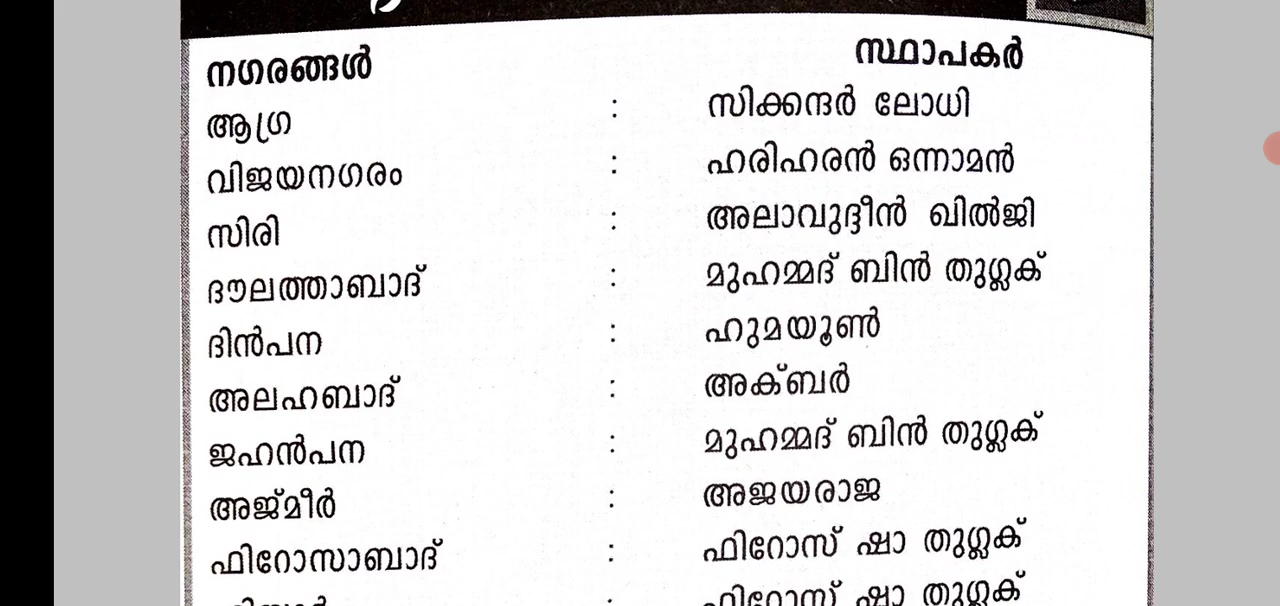 നഗരങ്ങൾ സ്ഥാപകർ
ആഗ്ര : സിക്കന്ദർ ലോധി
വിജയനഗരം : ഹരിഹരൻ ഒന്നാമൻ
സിരി : അലാവുദ്ദീൻ ഖിൽജി
ദൗലത്താബാദ് : മുഹമ്മദ് ബിൻ തുഗ്ലക്
ദിൻപന : ഹുമയൂൺ
അലഹബാദ് : അക്ബർ
ജഹൻപന : മുഹമ്മദ് ബിൻ തുഗ്ലക്
അജ്മീർ : അജയരാജ
ഫിറോസാബാദ് : ഫിറോസ് ഷാ തുഗ്ലക്
: ഫിറോസ് ഷാ തുഗ്ലക്